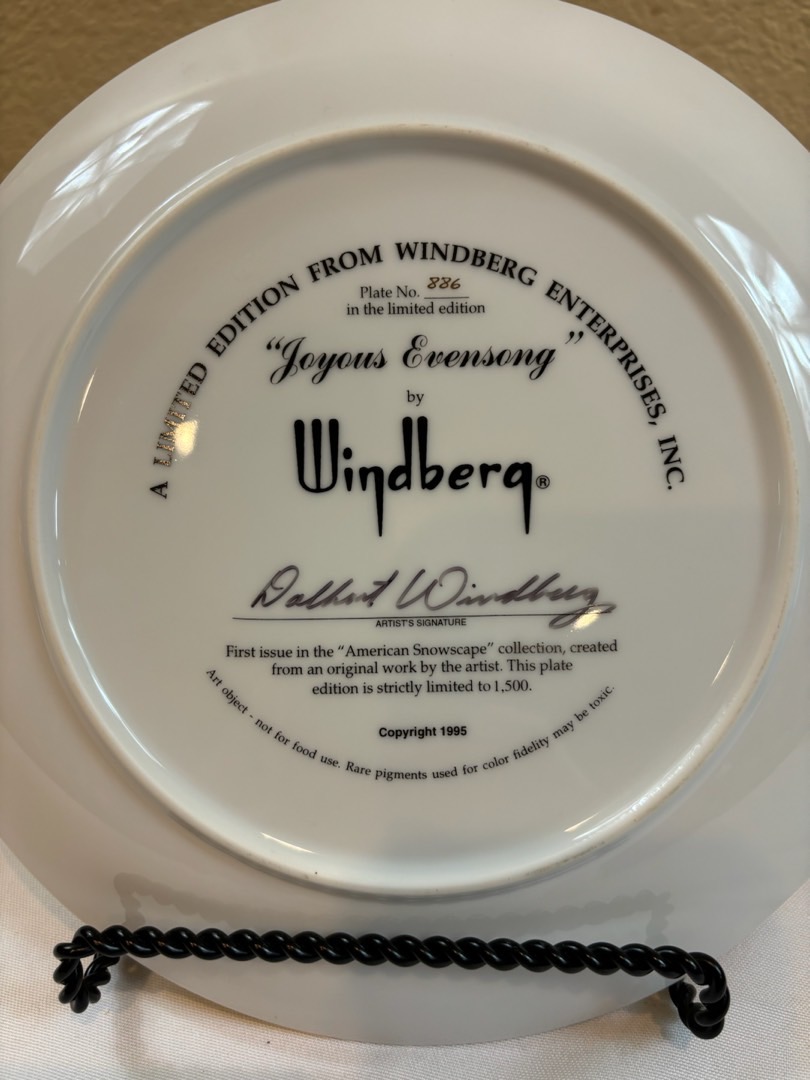 A LIMITED EDITION FROM WINDBERG ENTERPRISES, INC.
Plate No. 886
in the limited edition
"Joyous Evensong"
by
Windberg®
Dalhart Windberg
ARTIST'S SIGNATURE
First issue in the "American Snowscape" collection, created
from an original work by the artist. This plate
edition is strictly limited to 1,500.
Copyright 1995
Art object - not for food use. Rare pigments used for color fidelity may be toxic.